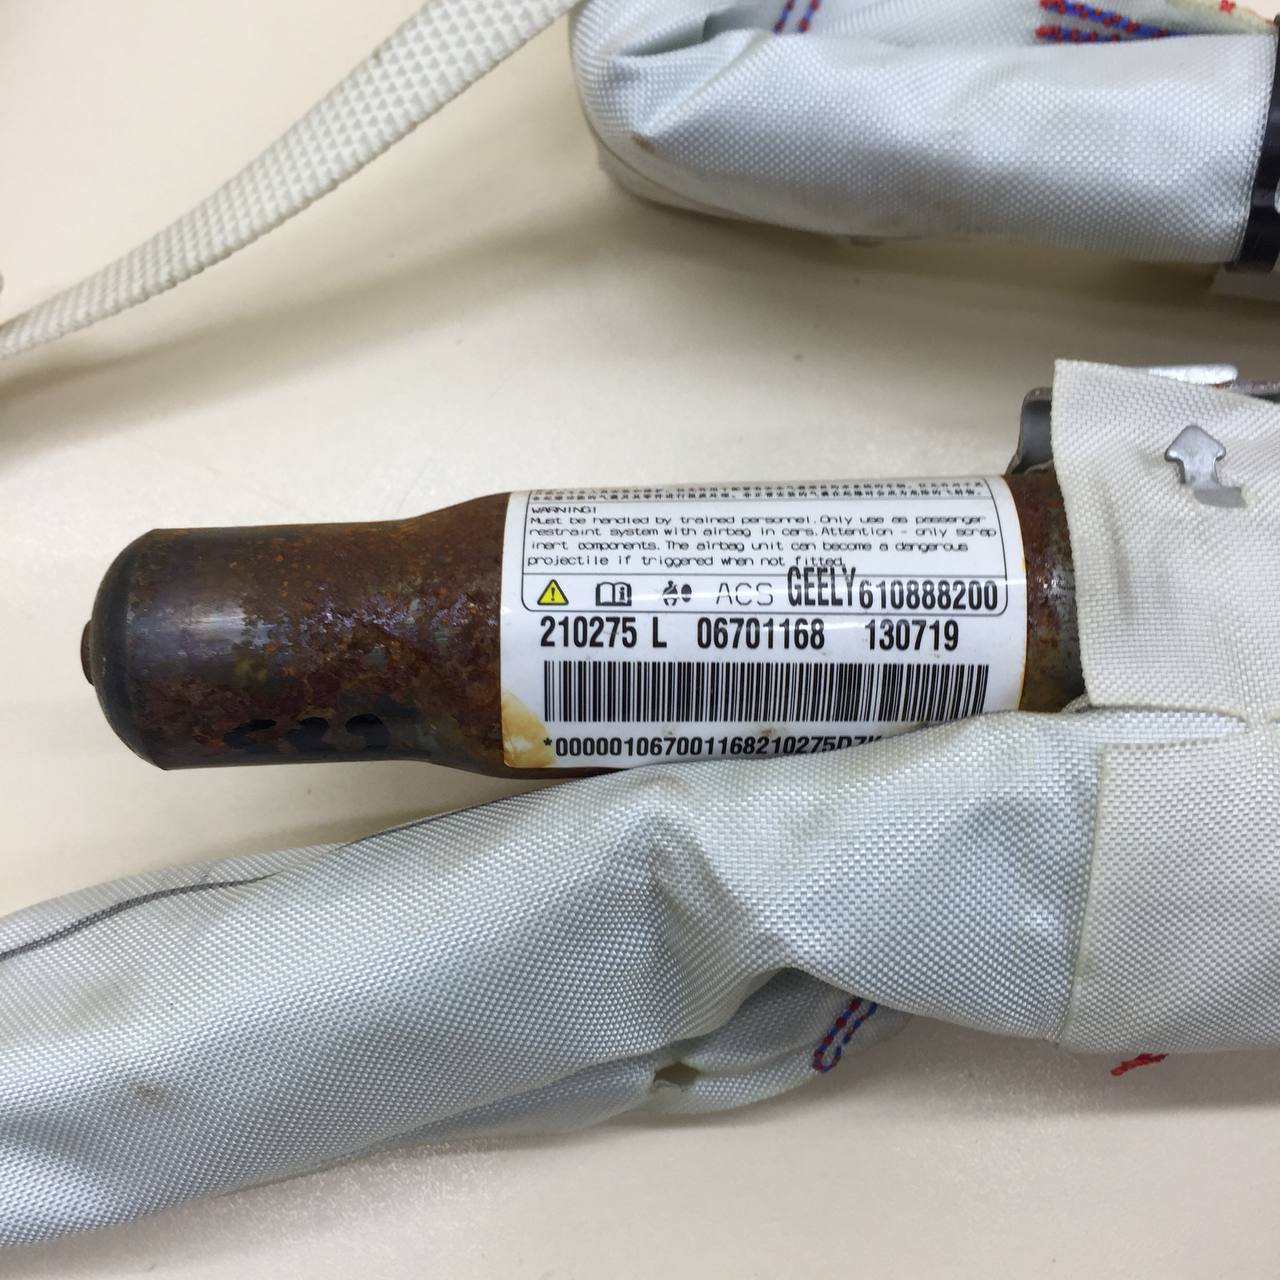 WARNING!
Must be handled by trained personnel. Only use as passenger
restraint system with airbag in cars. Attention - only scrap
inert components. The airbag unit can become a dangerous
projectile if triggered when not fitted.
ACS GEELY610888200
210275 L 06701168 130719
*000001067001168210275D7